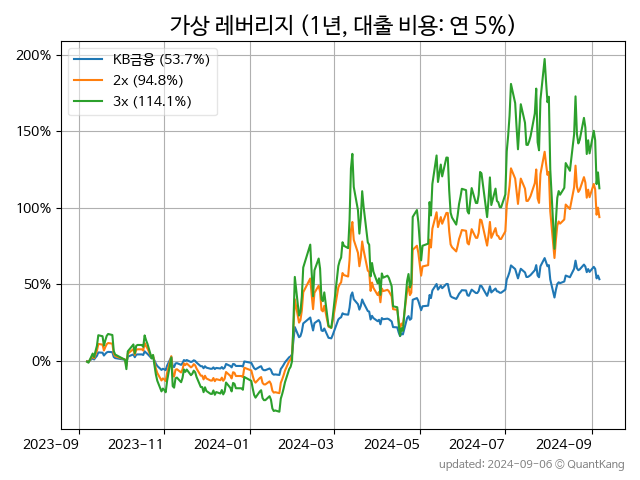 가상 레버리지 (1년, 대출 비용: 연 5%)
KB금융 (53.7%)
2x (94.8%)
3x (114.1%)
200%
150%
100%
50%
0%
2023-09 2023-11 2024-01 2024-03 2024-05 2024-07 2024-09
updated: 2024-09-06 © QuantKang